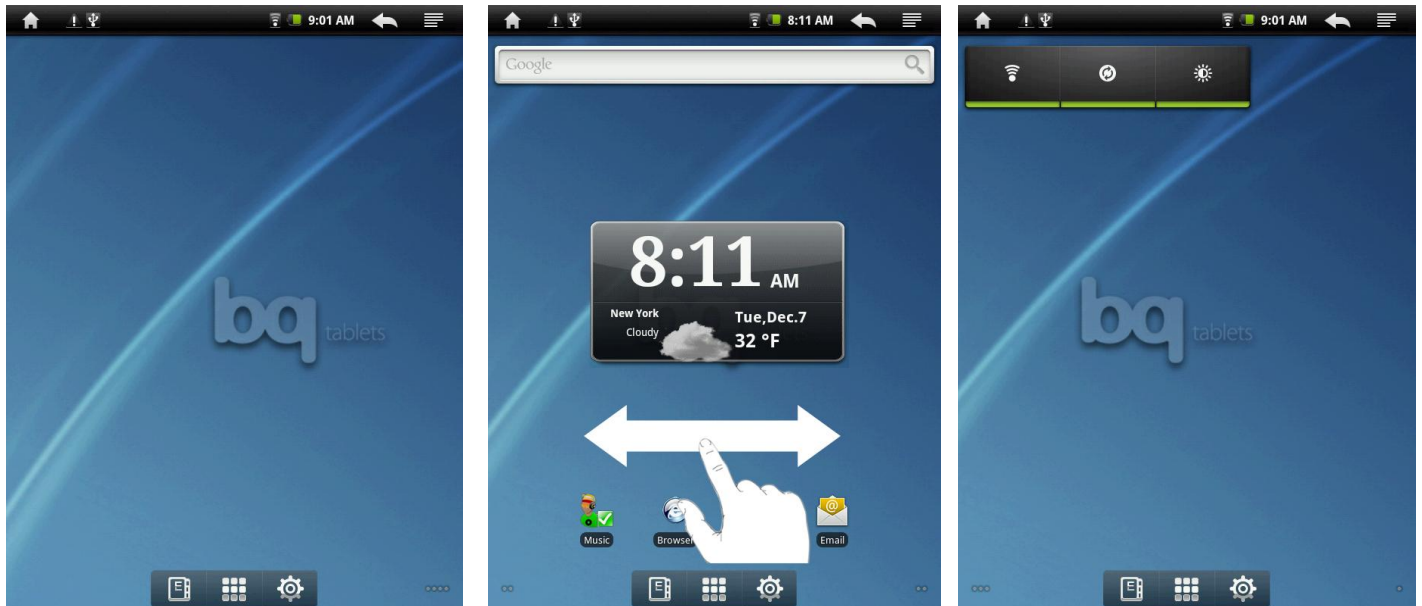 9:01 AM
bq tablets
E
8:11 AM
Google
8:11 AM
New York
Cloudy
Tue,Dec.7
32 °F
Music
Browser
@
Email
E
9:01 AM
bq tablets
E